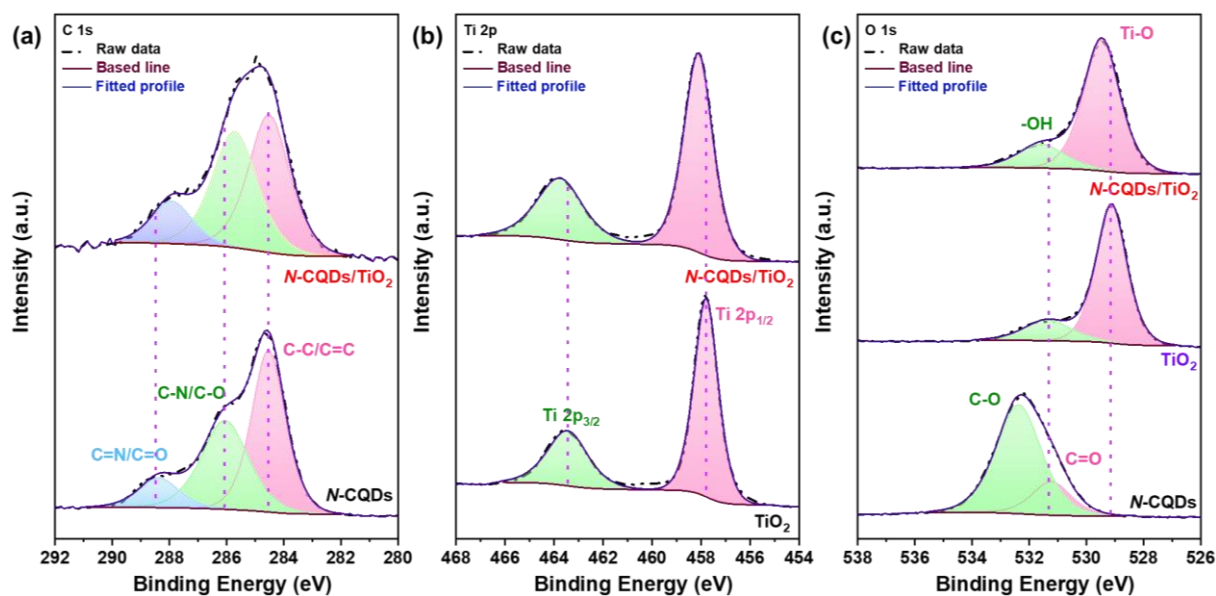 (a)
C 1s
Raw data
Based line
Fitted profile
N-CQDs/TiO2
C-C/C=C
C-N/C-O
C=N/C=O
N-CQDs
Intensity (a.u.)
292 290 288 286 284 282 280
Binding Energy (eV)
(b)
Ti 2p
Raw data
Based line
Fitted profile
N-CQDs/TiO2
Ti 2p1/2
Ti 2p3/2
TiO2
Intensity (a.u.)
468 466 464 462 460 458 456 454
Binding Energy (eV)
(c)
O 1s
Raw data
Based line
Fitted profile
Ti-O
-OH
N-CQDs/TiO2
TiO2
C-O
C=O
N-CQDs
Intensity (a.u.)
538 536 534 532 530 528 526
Binding Energy (eV)